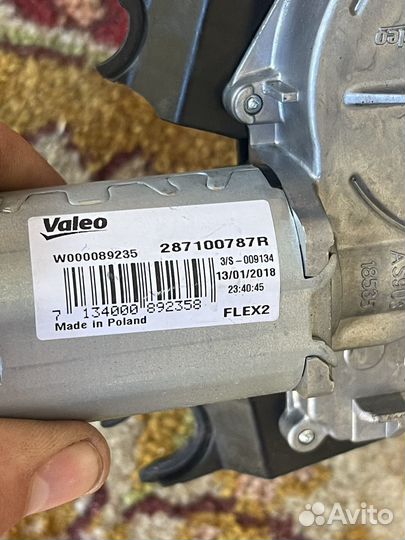 Valeo
Valeo
W000089235
287100787R
3/S-009134
13/01/2018
23:40:45
7 134000 892358
Made in Poland
FLEX2
Avito